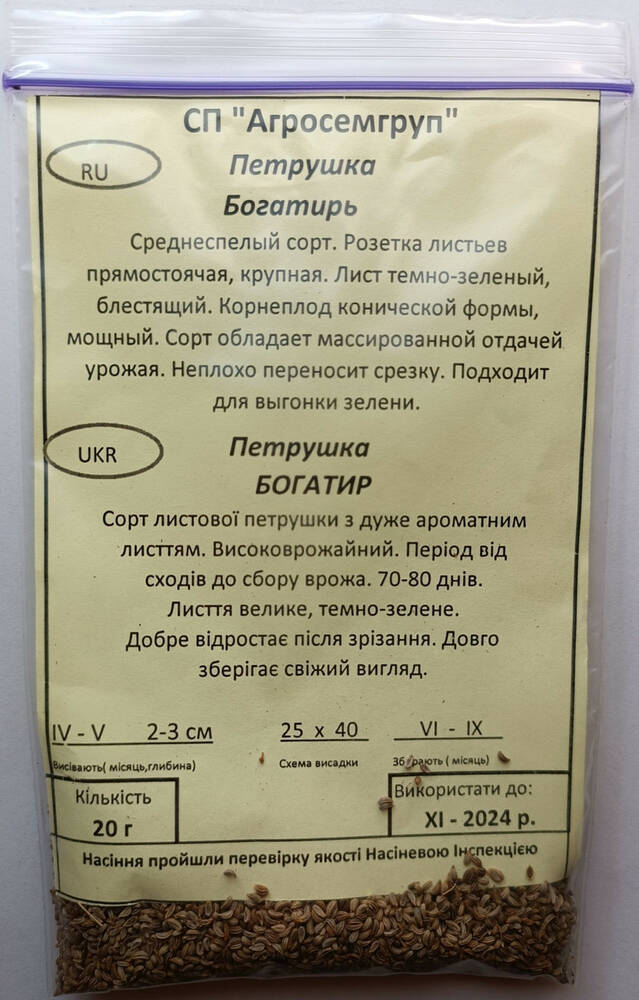 СП "Агросемгруп"
RU
Петрушка
Богатирь
Среднеспелый сорт. Розетка листьев
прямостоячая, крупная. Лист темно-зеленый,
блестящий. Корнеплод конической формы,
мощный. Сорт обладает массированной отдачей
урожая. Неплохо переносит срезку. Подходит
для выгонки зелени.
UKR
Петрушка
БОГАТИР
Сорт листової петрушки з дуже ароматним
листтям. Високоврожайний. Період від
сходів до сбору врожа. 70-80 днів.
Листя велике, темно-зелене.
Добре відростає після зрізання. Довго
зберігає свіжий вигляд.
IV - V 2-3 см 25 х 40 VI - IX
Висівають( місяць,глибина) Схема висадки Збирають ( місяць)
Кількість Використати до:
20 г XI - 2024 р.
Насіння пройшли перевірку якості Насіневою Інспекцією